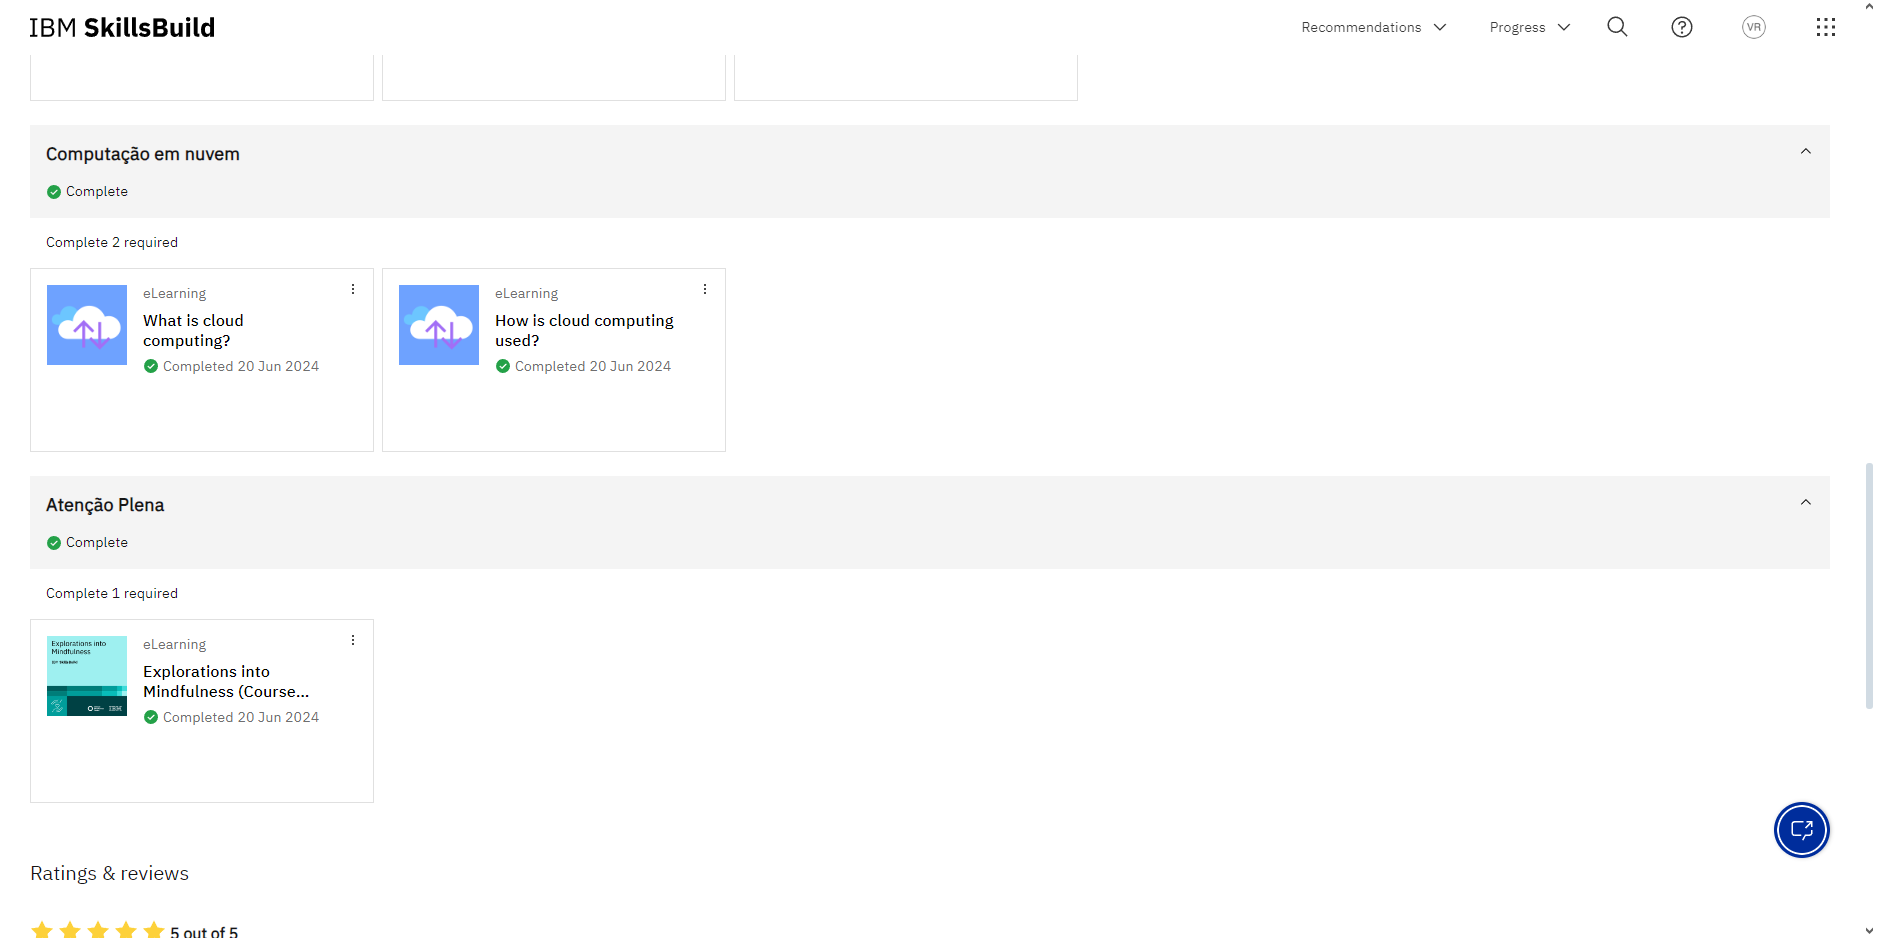 IBM SkillsBuild
Recommendations
Progress
VR
Computação em nuvem
Complete
Complete 2 required
eLearning
What is cloud
computing?
Completed 20 Jun 2024
eLearning
How is cloud computing
used?
Completed 20 Jun 2024
Atenção Plena
Complete
Complete 1 required
Explorations into
Mindfulness
IBM
eLearning
Explorations into
Mindfulness (Course...
Completed 20 Jun 2024
Ratings & reviews
5 out of 5